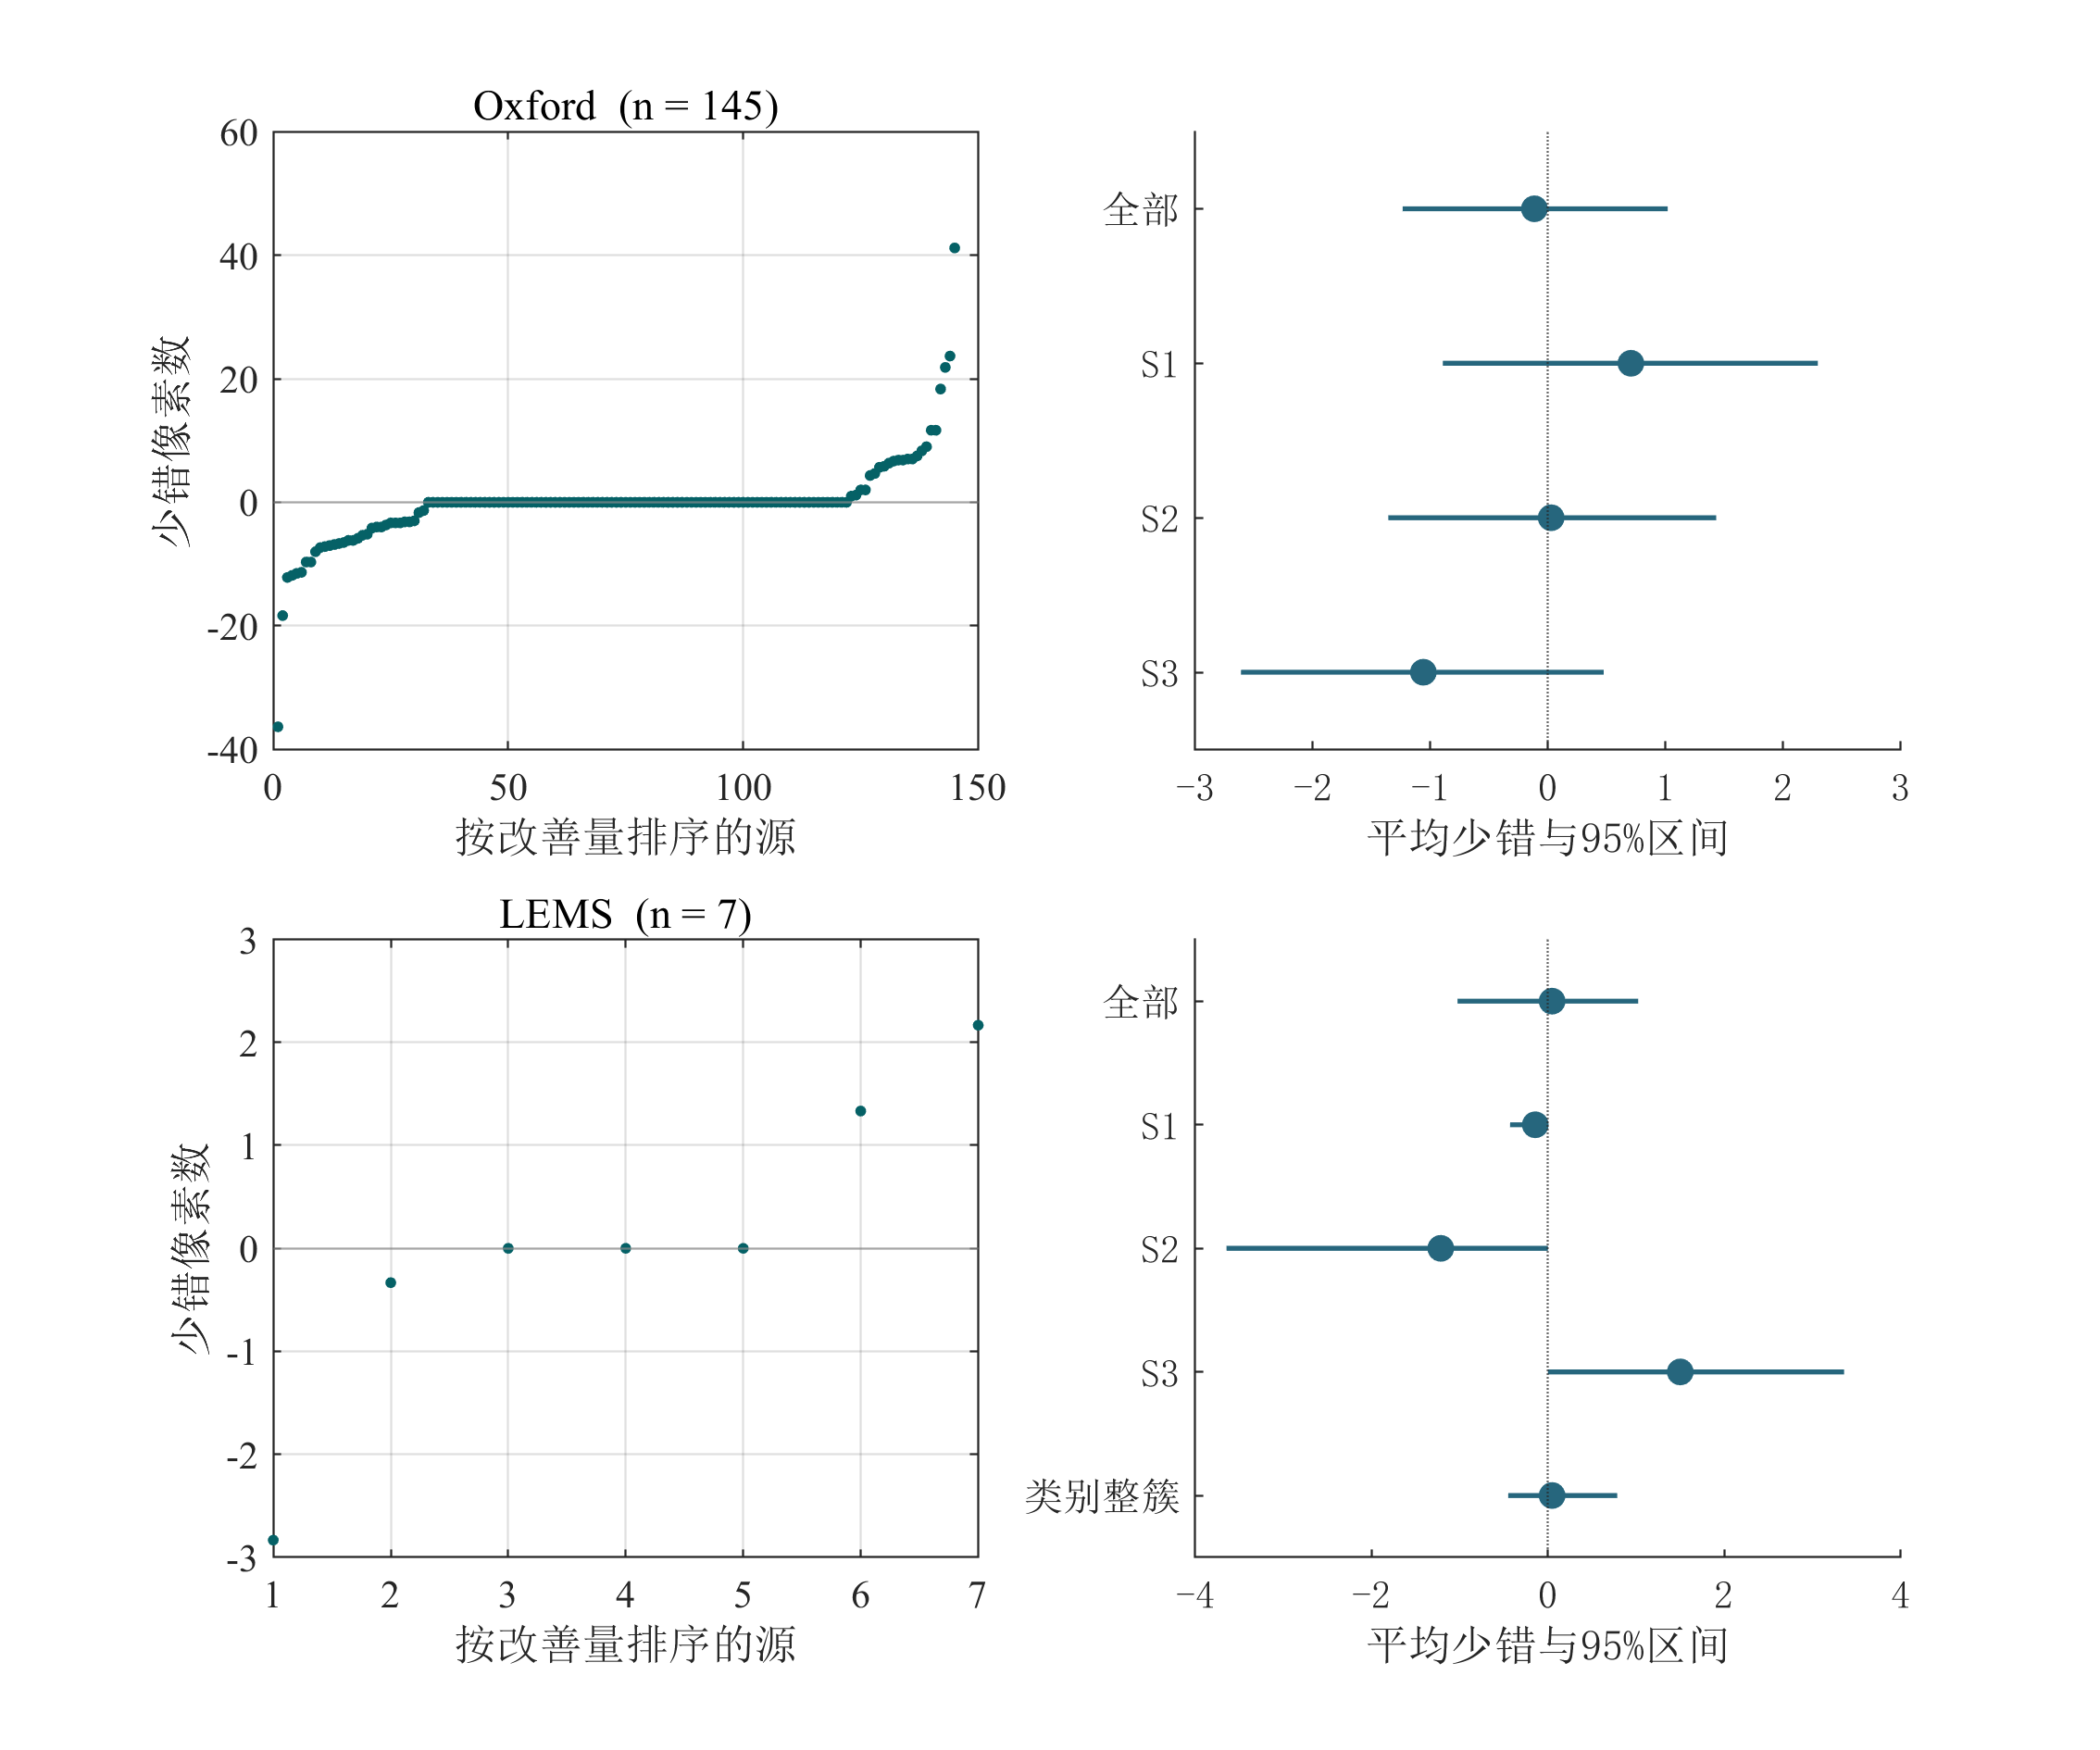 Oxford (n = 145)
60
40
20
0
-20
-40
少错像素数
0 50 100 150
按改善量排序的源
全部
S1
S2
S3
-3 -2 -1 0 1 2 3
平均少错与95%区间
LEMS (n = 7)
3
2
1
0
-1
-2
-3
少错像素数
1 2 3 4 5 6 7
按改善量排序的源
全部
S1
S2
S3
类别整簇
-4 -2 0 2 4
平均少错与95%区间